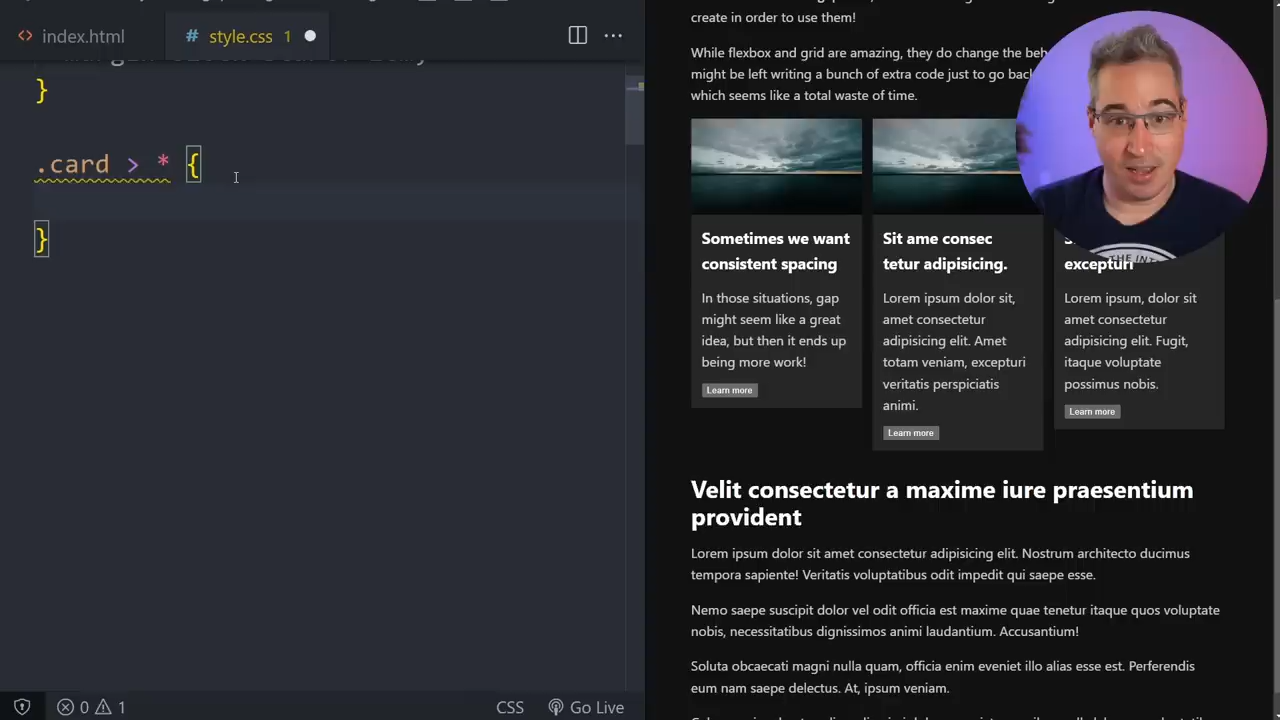 index.html
style.css 1
}
.card > * {
}
0 1
CSS
Go Live
create in order to use them!
While flexbox and grid are amazing, they do change the beh
might be left writing a bunch of extra code just to go back
which seems like a total waste of time.
Sometimes we want
consistent spacing
In those situations, gap
might seem like a great
idea, but then it ends up
being more work!
Learn more
Sit ame consec
tetur adipisicing.
Lorem ipsum dolor sit,
amet consectetur
adipisicing elit. Amet
totam veniam, excepturi
veritatis perspiciatis
animi.
Learn more
excepturi
Lorem ipsum, dolor sit
amet consectetur
adipisicing elit. Fugit,
itaque voluptate
possimus nobis.
Learn more
THE INT
Velit consectetur a maxime iure praesentium
provident
Lorem ipsum dolor sit amet consectetur adipisicing elit. Nostrum architecto ducimus
tempora sapiente! Veritatis voluptatibus odit impedit qui saepe esse.
Nemo saepe suscipit dolor vel odit officia est maxime quae tenetur itaque quos voluptate
nobis, necessitatibus dignissimos animi laudantium. Accusantium!
Soluta obcaecati magni nulla quam, officia enim eveniet illo alias esse est. Perferendis
eum nam saepe delectus. At, ipsum veniam.